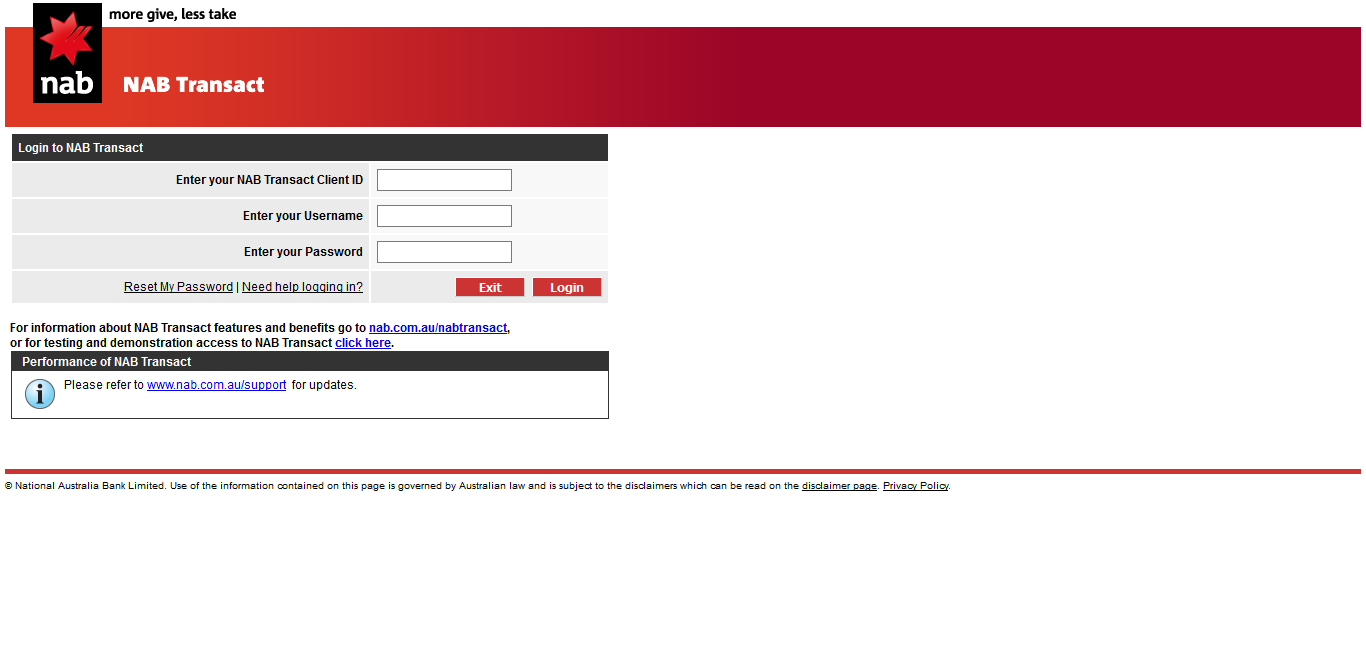 more give, less take
nab
NAB Transact
Login to NAB Transact
Enter your NAB Transact Client ID
Enter your Username
Enter your Password
Reset My Password | Need help logging in?
Exit Login
For information about NAB Transact features and benefits go to nab.com.au/nabtransact,
or for testing and demonstration access to NAB Transact click here.
Performance of NAB Transact
i
Please refer to www.nab.com.au/support for updates.
© National Australia Bank Limited. Use of the information contained on this page is governed by Australian law and is subject to the disclaimers which can be read on the disclaimer page. Privacy Policy.